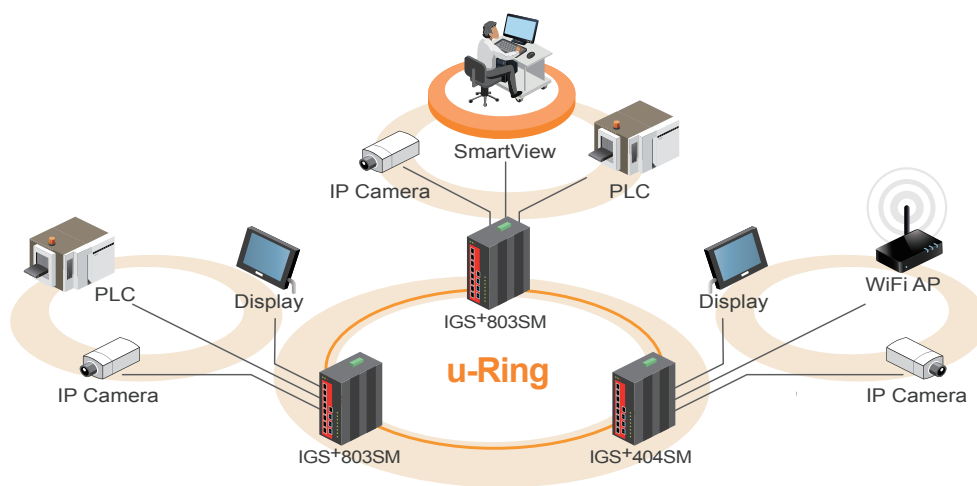 SmartView
IP Camera
PLC
PLC
Display
IGS+803SM
Display
WiFi AP
u-Ring
IP Camera
IP Camera
IGS+803SM
IGS+404SM